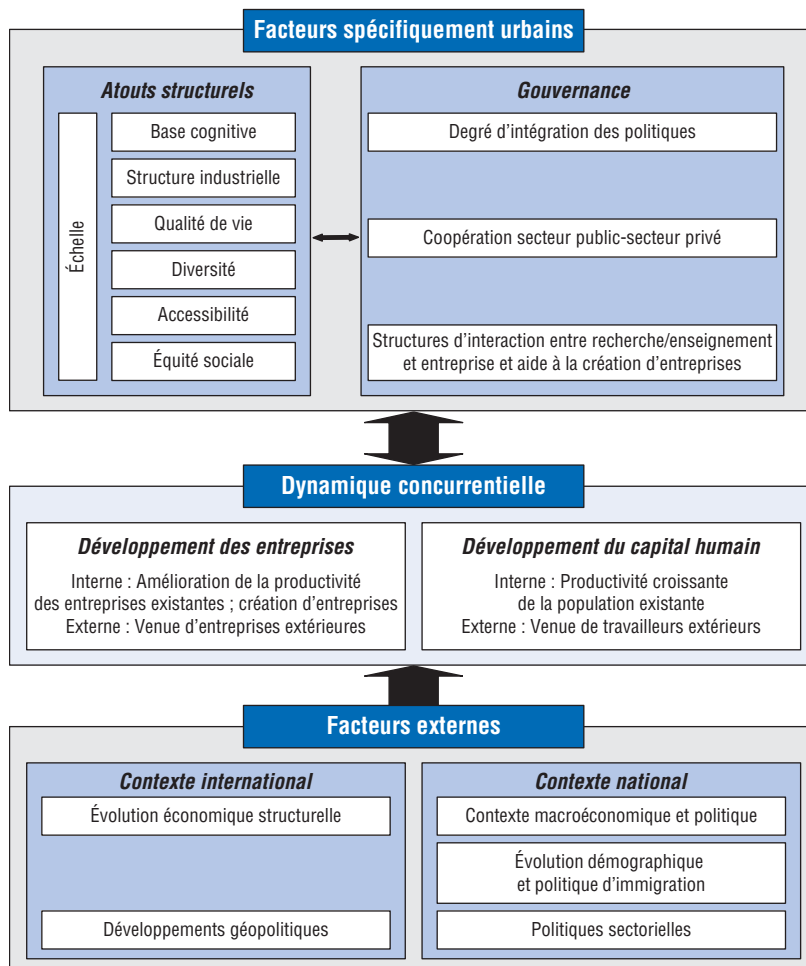 Facteurs spécifiquement urbains
Atouts structurels
Échelle
Base cognitive
Structure industrielle
Qualité de vie
Diversité
Accessibilité
Équité sociale
Gouvernance
Degré d'intégration des politiques
Coopération secteur public-secteur privé
Structures d'interaction entre recherche/enseignement
et entreprise et aide à la création d'entreprises
Dynamique concurrentielle
Développement des entreprises
Interne : Amélioration de la productivité
des entreprises existantes ; création d'entreprises
Externe : Venue d'entreprises extérieures
Développement du capital humain
Interne : Productivité croissante
de la population existante
Externe : Venue de travailleurs extérieurs
Facteurs externes
Contexte international
Évolution économique structurelle
Développements géopolitiques
Contexte national
Contexte macroéconomique et politique
Évolution démographique
et politique d'immigration
Politiques sectorielles